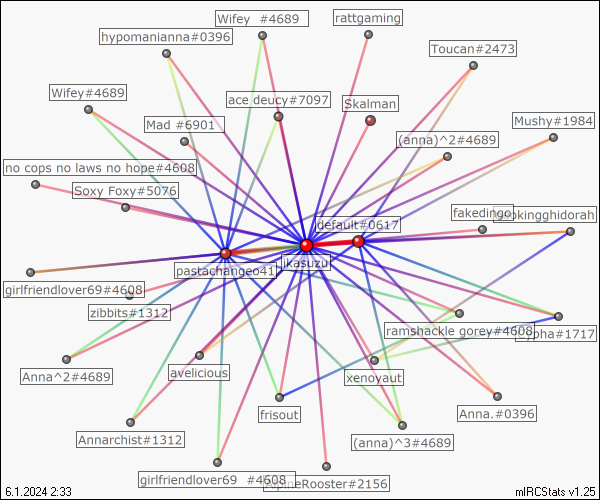 Wifey #4689
rattgaming
hypomanianna#0396
Toucan#2473
Wifey#4689
ace deucy#7097
Skalman
Mad #6901
Mushy#1984
(anna)^2#4689
no cops no laws no hope#4608
Soxy Foxy#5076
default#0617
fakedingo
kingghidorah
jkasuzu
pastachangeo41
girlfriendlover69#4608
zibbits#1312
ramshackle gorey#4608
#1717
Anna^2#4689
avelicious
xenoyaut
frisout
Anna.#0396
Annarchist#1312
(anna)^3#4689
girlfriendlover69 #4608
Rooster#2156
6.1.2024 2:33
mIRCStats v1.25